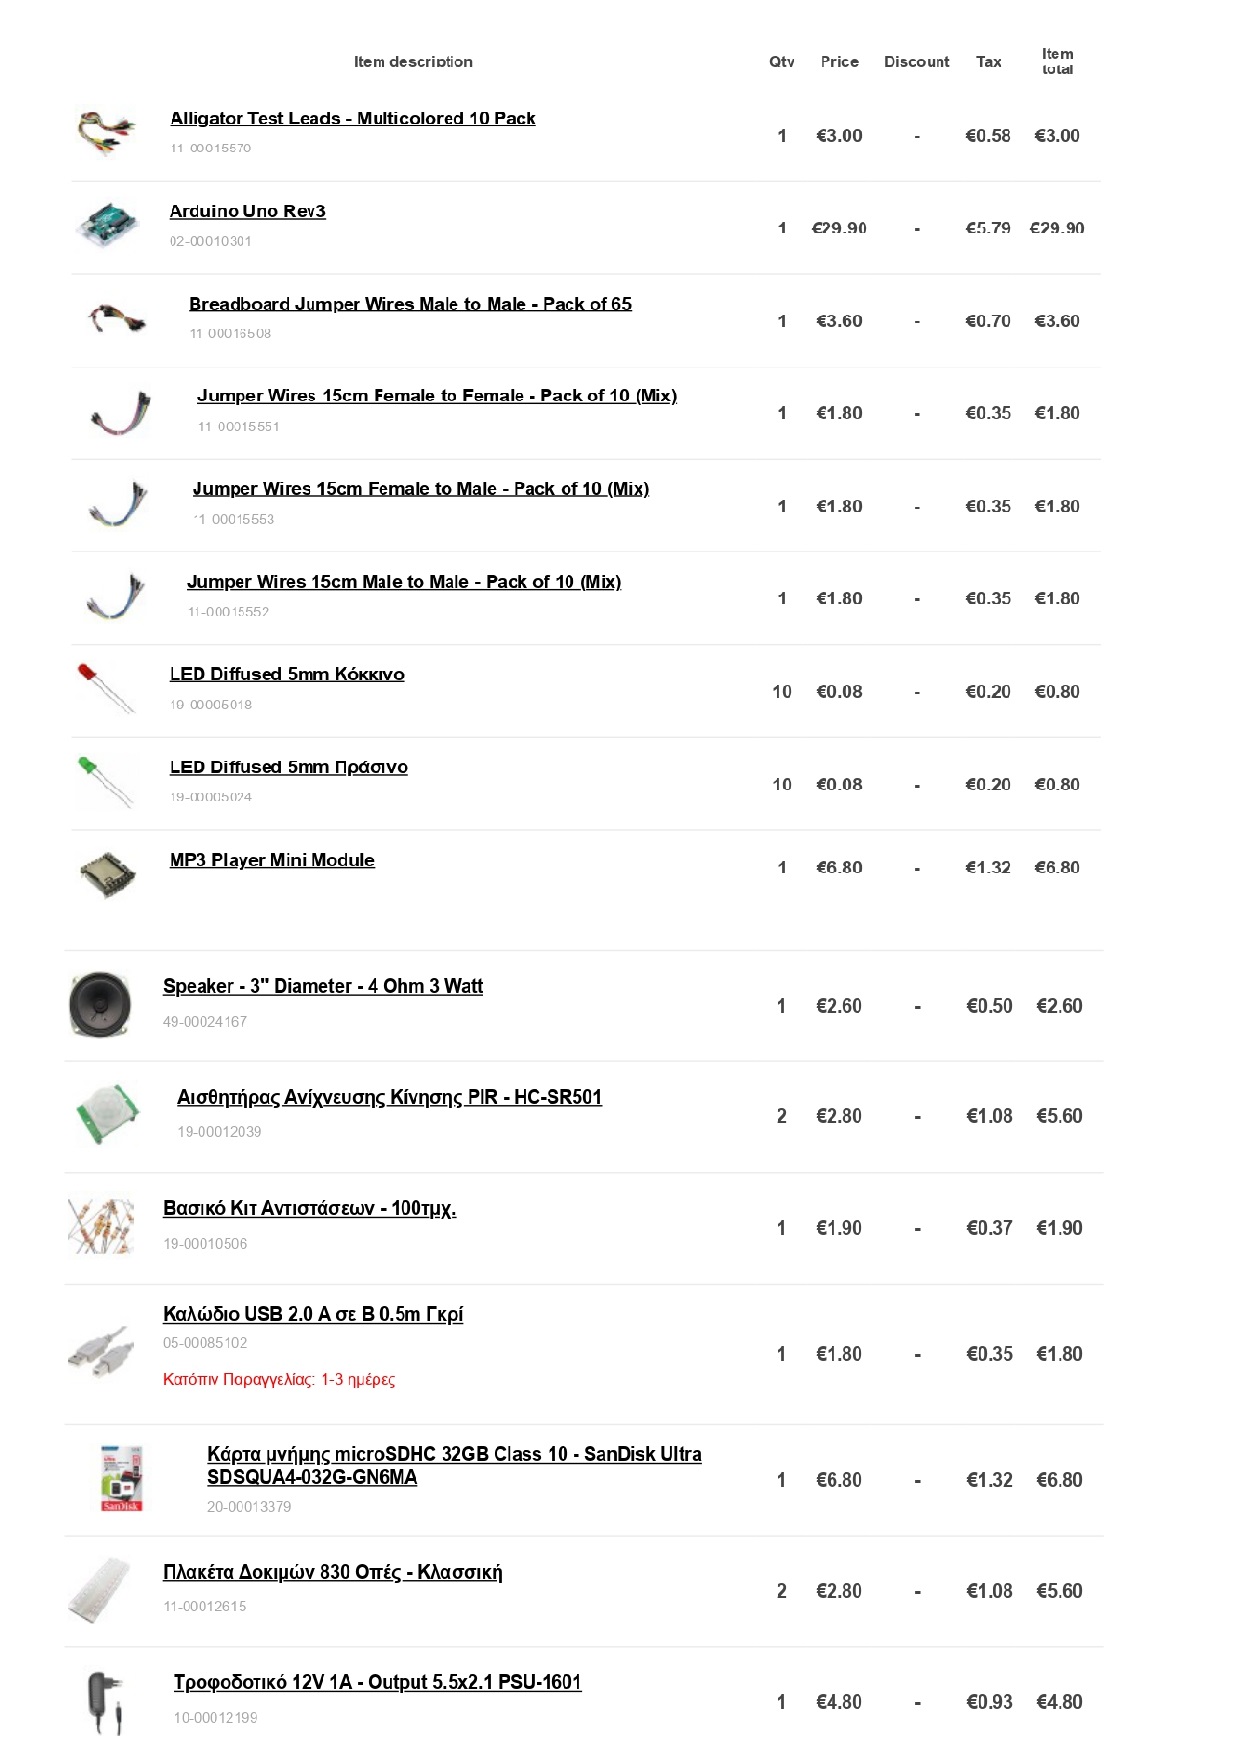 Item description Qty Price Discount Tax Item total
Alligator Test Leads - Multicolored 10 Pack
11-00015570
1 €3.00 - €0.58 €3.00
Arduino Uno Rev3
02-00010301
1 €29.90 - €5.79 €29.90
Breadboard Jumper Wires Male to Male - Pack of 65
11-00016508
1 €3.60 - €0.70 €3.60
Jumper Wires 15cm Female to Female - Pack of 10 (Mix)
11-00015551
1 €1.80 - €0.35 €1.80
Jumper Wires 15cm Female to Male - Pack of 10 (Mix)
11-00015553
1 €1.80 - €0.35 €1.80
Jumper Wires 15cm Male to Male - Pack of 10 (Mix)
11-00015552
1 €1.80 - €0.35 €1.80
LED Diffused 5mm Κόκκινο
19-00005018
10 €0.08 - €0.20 €0.80
LED Diffused 5mm Πράσινο
19-00005024
10 €0.08 - €0.20 €0.80
MP3 Player Mini Module
1 €6.80 - €1.32 €6.80
Speaker - 3" Diameter - 4 Ohm 3 Watt
49-00024167
1 €2.60 - €0.50 €2.60
Αισθητήρας Ανίχνευσης Κίνησης PIR - HC-SR501
19-00012039
2 €2.80 - €1.08 €5.60
Βασικό Κιτ Αντιστάσεων - 100τμχ.
19-00010506
1 €1.90 - €0.37 €1.90
Καλώδιο USB 2.0 A σε B 0.5m Γκρί
05-00085102
Κατόπιν Παραγγελίας: 1-3 ημέρες
1 €1.80 - €0.35 €1.80
SanDisk
Κάρτα μνήμης microSDHC 32GB Class 10 - SanDisk Ultra
SDSQUA4-032G-GN6MA
20-00013379
1 €6.80 - €1.32 €6.80
Πλακέτα Δοκιμών 830 Οπές - Κλασσική
11-00012615
2 €2.80 - €1.08 €5.60
Τροφοδοτικό 12V 1A - Output 5.5x2.1 PSU-1601
10-00012199
1 €4.80 - €0.93 €4.80